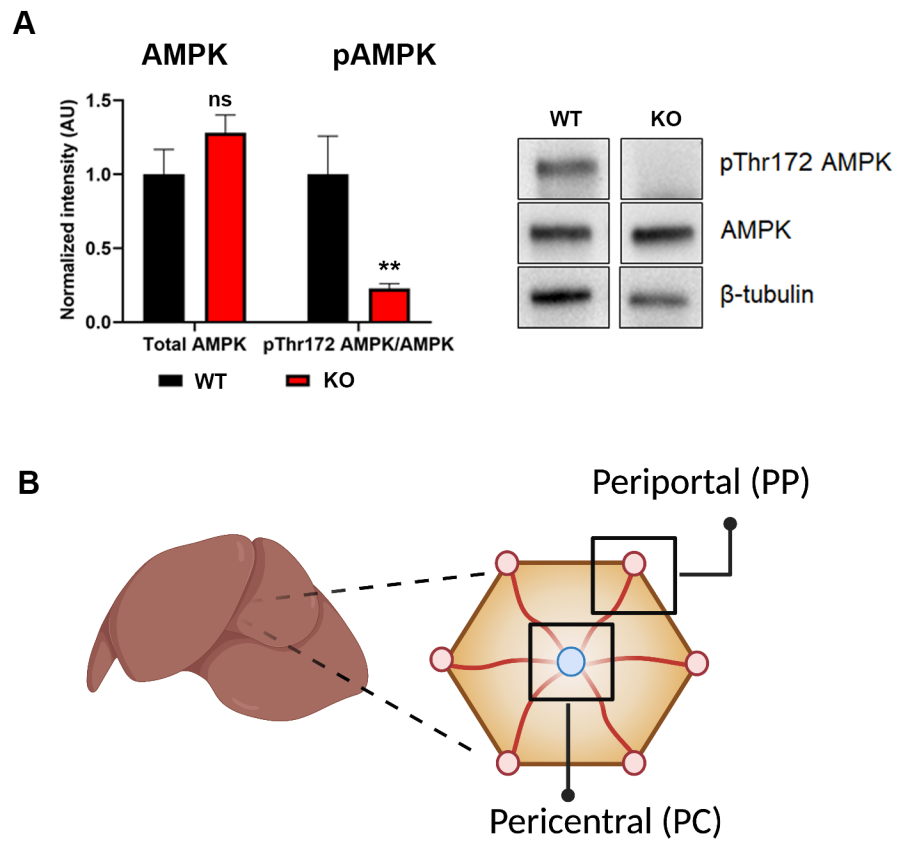 A
AMPK
pAMPK
Normalized intensity (AU)
1.5
1.0
0.5
0.0
ns
**
Total AMPK
pThr172 AMPK/AMPK
WT
KO
WT
KO
pThr172 AMPK
AMPK
β-tubulin
B
Periportal (PP)
Pericentral (PC)